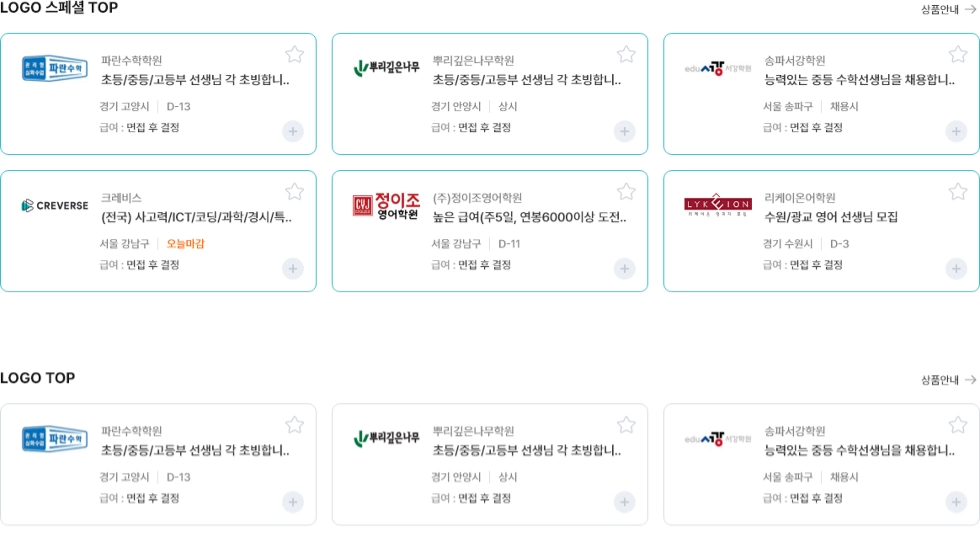 LOGO 스페셜 TOP
상품안내 →
파란수학
파란수학학원
초등/중등/고등부 선생님 각 초빙합니..
경기 고양시 | D-13
급여 : 면접 후 결정
뿌리깊은나무
뿌리깊은나무학원
초등/중등/고등부 선생님 각 초빙합니..
경기 안양시 | 상시
급여 : 면접 후 결정
edu서강 서강학원
송파서강학원
능력있는 중등 수학선생님을 채용합니..
서울 송파구 | 채용시
급여 : 면접 후 결정
CREVERSE
크레비스
(전국) 사고력/ICT/코딩/과학/경시/특..
서울 강남구 | 오늘마감
급여 : 면접 후 결정
CVJ 정이조
영어학원
(주)정이조영어학원
높은 급여(주5일, 연봉6000이상 도전..
서울 강남구 | D-11
급여 : 면접 후 결정
LYKEION
리케이온어학원
수원/광교 영어 선생님 모집
경기 수원시 | D-3
급여 : 면접 후 결정
LOGO TOP
상품안내 →
파란수학
파란수학학원
초등/중등/고등부 선생님 각 초빙합니..
경기 고양시 | D-13
급여 : 면접 후 결정
뿌리깊은나무
뿌리깊은나무학원
초등/중등/고등부 선생님 각 초빙합니..
경기 안양시 | 상시
급여 : 면접 후 결정
edu서강 서강학원
송파서강학원
능력있는 중등 수학선생님을 채용합니..
서울 송파구 | 채용시
급여 : 면접 후 결정